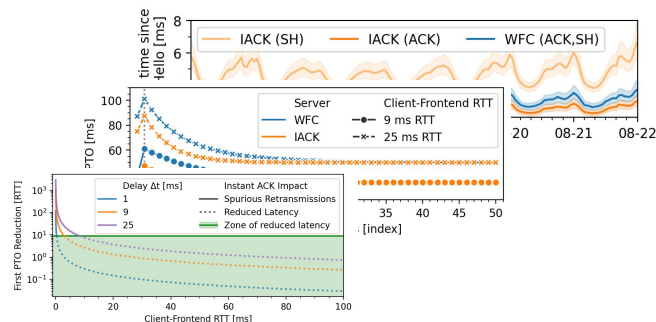 8
6
time since
Hello [ms]
IACK (SH)
IACK (ACK)
WFC (ACK,SH)
20
08-21
08-22
100
80
60
PTO [ms]
Server
WFC
IACK
Client-Frontend RTT
9 ms RTT
25 ms RTT
35
40
45
50
[index]
10³
10²
10¹
10⁰
10⁻¹
First PTO Reduction [RTT]
Delay Δt [ms]
1
9
25
Instant ACK Impact
Spurious Retransmissions
Reduced Latency
Zone of reduced latency
0
20
40
60
80
100
Client-Frontend RTT [ms]